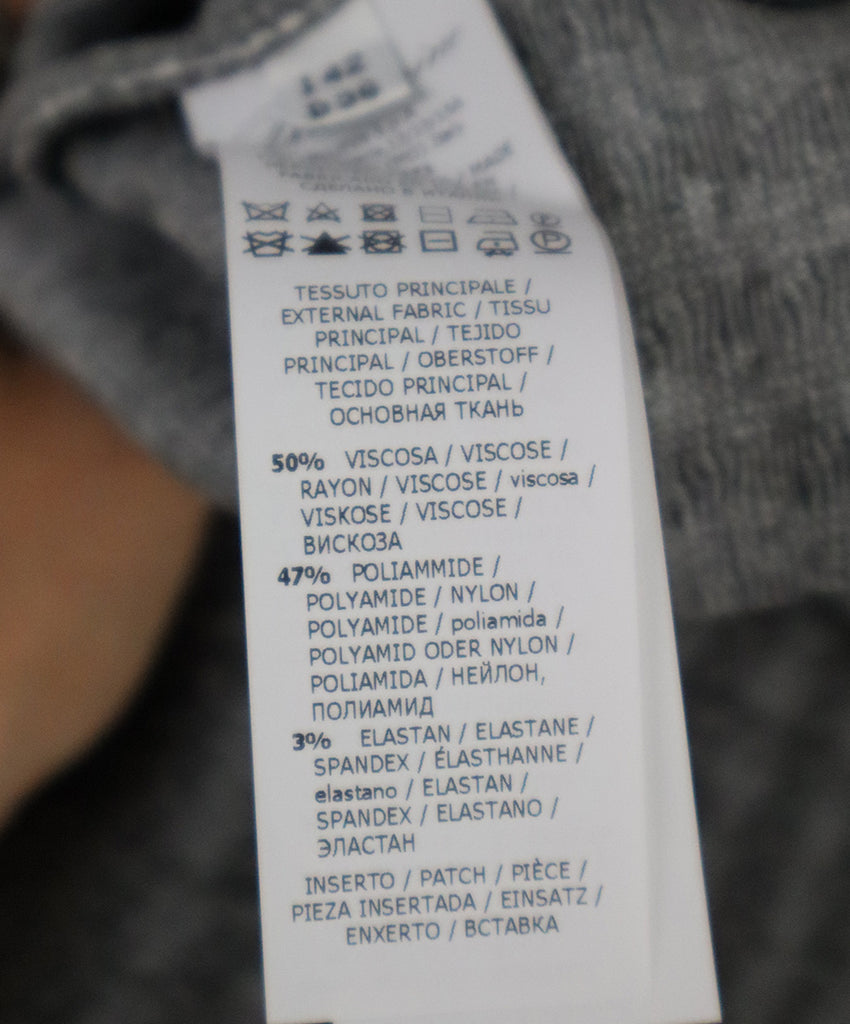 142
TESSUTO PRINCIPALE /
EXTERNAL FABRIC / TISSU
PRINCIPAL / TEJIDO
PRINCIPAL / OBERSTOFF /
TECIDO PRINCIPAL /
ОСНОВНАЯ ТКАНЬ
50% VISCOSA / VISCOSE /
RAYON / VISCOSE / viscosa /
VISKOSE / VISCOSE /
ВИСКОЗА
47% POLIAMMIDE /
POLYAMIDE / NYLON /
POLYAMIDE / poliamida /
POLYAMID ODER NYLON /
POLIAMIDA / НЕЙЛОН,
ПОЛИАМИД
3% ELASTAN / ELASTANE /
SPANDEX / ÉLASTHANNE /
elastano / ELASTAN /
SPANDEX / ELASTANO /
ЭЛАСТАН
INSERTO / PATCH / PIÈCE /
PIEZA INSERTADA / EINSATZ /
ENXERTO / ВСТАВКА